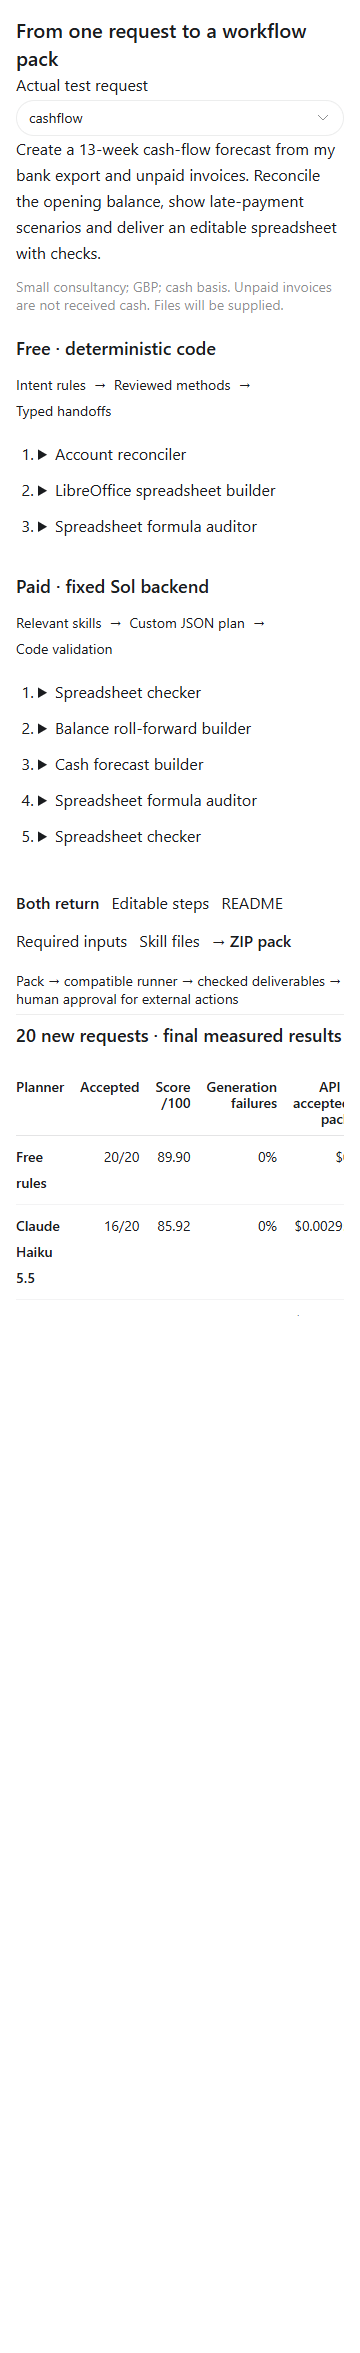 From one request to a workflow
pack
Actual test request
cashflow
Create a 13-week cash-flow forecast from my
bank export and unpaid invoices. Reconcile
the opening balance, show late-payment
scenarios and deliver an editable spreadsheet
with checks.
Small consultancy; GBP; cash basis. Unpaid invoices
are not received cash. Files will be supplied.
Free · deterministic code
Intent rules → Reviewed methods →
Typed handoffs
1. ▶ Account reconciler
2. ▶ LibreOffice spreadsheet builder
3. ▶ Spreadsheet formula auditor
Paid · fixed Sol backend
Relevant skills → Custom JSON plan →
Code validation
1. ▶ Spreadsheet checker
2. ▶ Balance roll-forward builder
3. ▶ Cash forecast builder
4. ▶ Spreadsheet formula auditor
5. ▶ Spreadsheet checker
Both return Editable steps README
Required inputs Skill files → ZIP pack
Pack → compatible runner → checked deliverables →
human approval for external actions
20 new requests · final measured results
Planner Accepted Score Generation API
/100 failures
Free 20/20 89.90 0%
rules
Claude 16/20 85.92 0% $0.0029
Haiku
5.5